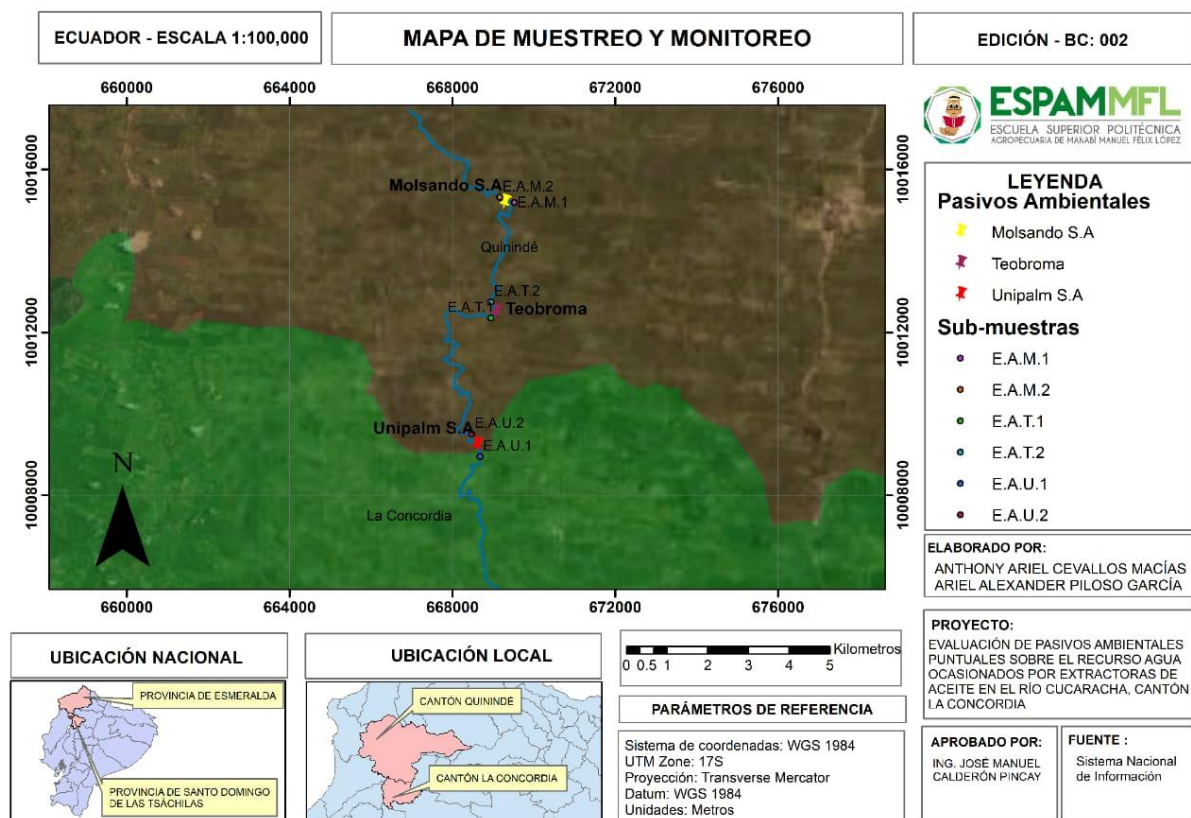 ECUADOR - ESCALA 1:100,000
MAPA DE MUESTREO Y MONITOREO
EDICIÓN - BC: 002
660000
664000
668000
672000
676000
10016000
10012000
10008000
10016000
10012000
10008000
Molsando S.A
E.A.M.2
E.A.M.1
Quinindé
E.A.T.2
E.A.T.1
Teobroma
Unipalm S.A
E.A.U.2
E.A.U.1
La Concordia
N
660000
664000
668000
672000
676000
ESPAMMFL
ESCUELA SUPERIOR POLITÉCNICA
AGROPECUARIA DE MANABÍ MANUEL FÉLIX LÓPEZ
LEYENDA
Pasivos Ambientales
Molsando S.A
Teobroma
Unipalm S.A
Sub-muestras
E.A.M.1
E.A.M.2
E.A.T.1
E.A.T.2
E.A.U.1
E.A.U.2
ELABORADO POR:
ANTHONY ARIEL CEVALLOS MACÍAS
ARIEL ALEXANDER PILOSO GARCÍA
PROYECTO:
EVALUACIÓN DE PASIVOS AMBIENTALES
PUNTUALES SOBRE EL RECURSO AGUA
OCASIONADOS POR EXTRACTORAS DE
ACEITE EN EL RÍO CUCARACHA, CANTÓN
LA CONCORDIA
APROBADO POR:
ING. JOSÉ MANUEL
CALDERÓN PINCAY
FUENTE :
Sistema Nacional
de Información
UBICACIÓN NACIONAL
PROVINCIA DE ESMERALDA
PROVINCIA DE SANTO DOMINGO
DE LAS TSÁCHILAS
UBICACIÓN LOCAL
CANTÓN QUININDÉ
CANTÓN LA CONCORDIA
Kilometros
0 0.5 1 2 3 4 5
PARÁMETROS DE REFERENCIA
Sistema de coordenadas: WGS 1984
UTM Zone: 17S
Proyección: Transverse Mercator
Datum: WGS 1984
Unidades: Metros